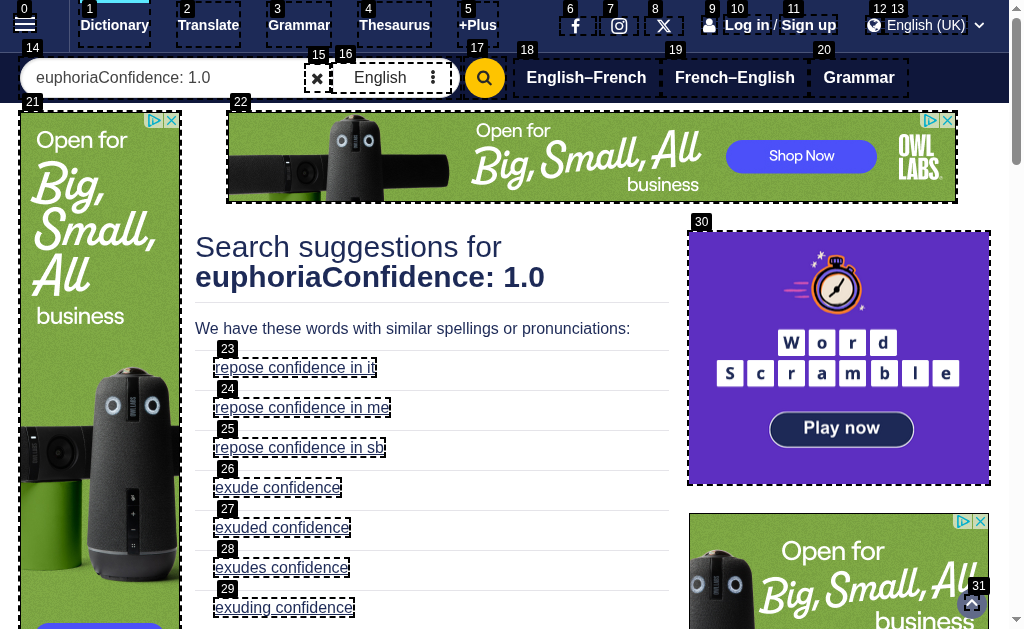 0 1 2 3 4 5 6 7 8 9 10 11 12 13
Dictionary Translate Grammar Thesaurus +Plus Log in / Sign up English (UK)
14 15 16 17 18 19 20
euphoriaConfidence: 1.0 English English–French French–English Grammar
21 22
Open for
Big,
Small,
All
business
Open for
Big, Small, All
business
Shop Now
OWL
LABS
Search suggestions for
euphoriaConfidence: 1.0
We have these words with similar spellings or pronunciations:
23
repose confidence in it
24
repose confidence in me
25
repose confidence in sb
26
exude confidence
27
exuded confidence
28
exudes confidence
29
exuding confidence
30
Word
Scramble
Play now
Open for
Big, Small, All
business
31